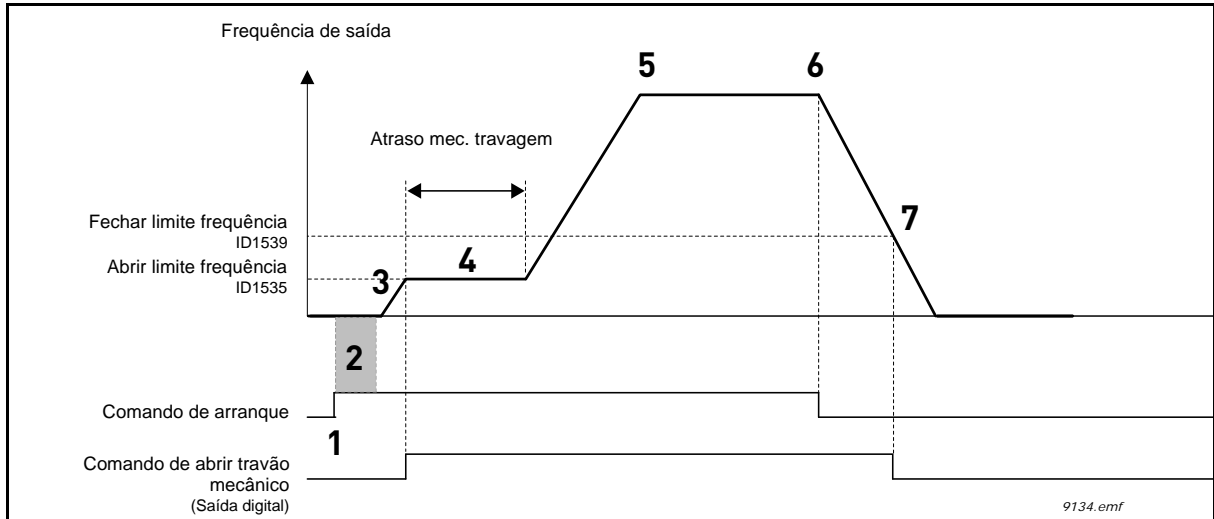 Frequência de saída
5
6
Atraso mec. travagem
Fechar limite frequência
ID1539
7
Abrir limite frequência
ID1535
3
4
2
Comando de arranque
1
Comando de abrir travão
mecânico
(Saída digital)
9134.emf